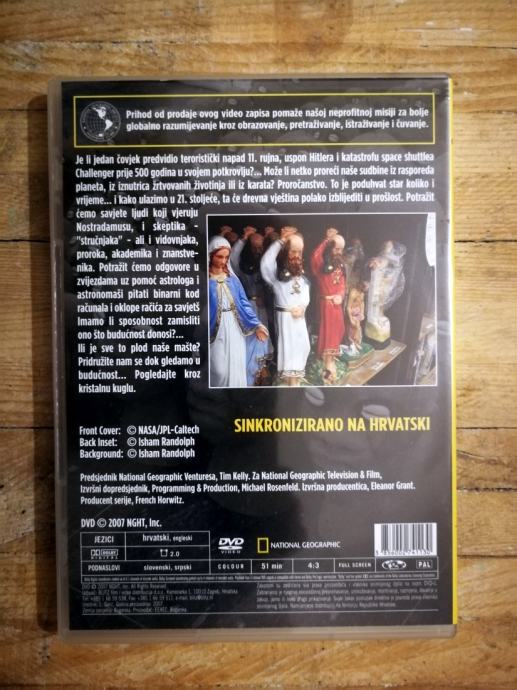 Prihod od prodaje ovog video zapisa pomaže našoj neprofitnoj misiji za bolje
globalno razumijevanje kroz obrazovanje, pretraživanje, istraživanje i čuvanje.
Je li jedan čovjek predvidio teroristički napad 11. rujna, uspon Hitlera i katastrofu space shuttlea
Challenger prije 500 godina u svojem potkrovlju?... Može li netko proreći naše sudbine iz rasporeda
planeta, iz iznutrica žrtvovanih životinja ili iz karata? Proročanstvo. To je poduhvat star koliko i
vrijeme... i kako ulazimo u 21. stoljeće, ta će drevna vještina polako izblijediti u prošlost. Potražit
ćemo savjete ljudi koji vjeruju
Nostradamusu, i skeptika -
"stručnjaka" - ali i vidovnjaka,
proroka, akademika i znanstve-
nika. Potražit ćemo odgovore u
zvijezdama uz pomoć astrologa i
astronomaši pitati binarni kod
računala i oklope račića za savjetš
Imamo li sposobnost zamisliti
ono što budućnost donosi?...
Ili je sve to plod naše mašte?
Pridružite nam se dok gledamo u
budućnost... Pogledajte kroz
kristalnu kuglu.
SINKRONIZIRANO NA HRVATSKI
Front Cover: © NASA/JPL-Caltech
Back Inset: © Isham Randolph
Background: © Isham Randolph
Predsjednik National Geographic Venturesa, Tim Kelly. Za National Geographic Television & Film,
Izvršni dopredsjednik, Programming & Production, Michael Rosenfeld. Izvršna producentica, Eleanor Grant.
Producent serije, French Horwitz.
DVD © 2007 NGHT, Inc.
JEZICI hrvatski, engleski
DOLBY DIGITAL 2.0
DVD VIDEO
NATIONAL GEOGRAPHIC
PODNASLOVI slovenski, srpski COLOUR 51 min 4:3 FULL SCREEN PAL